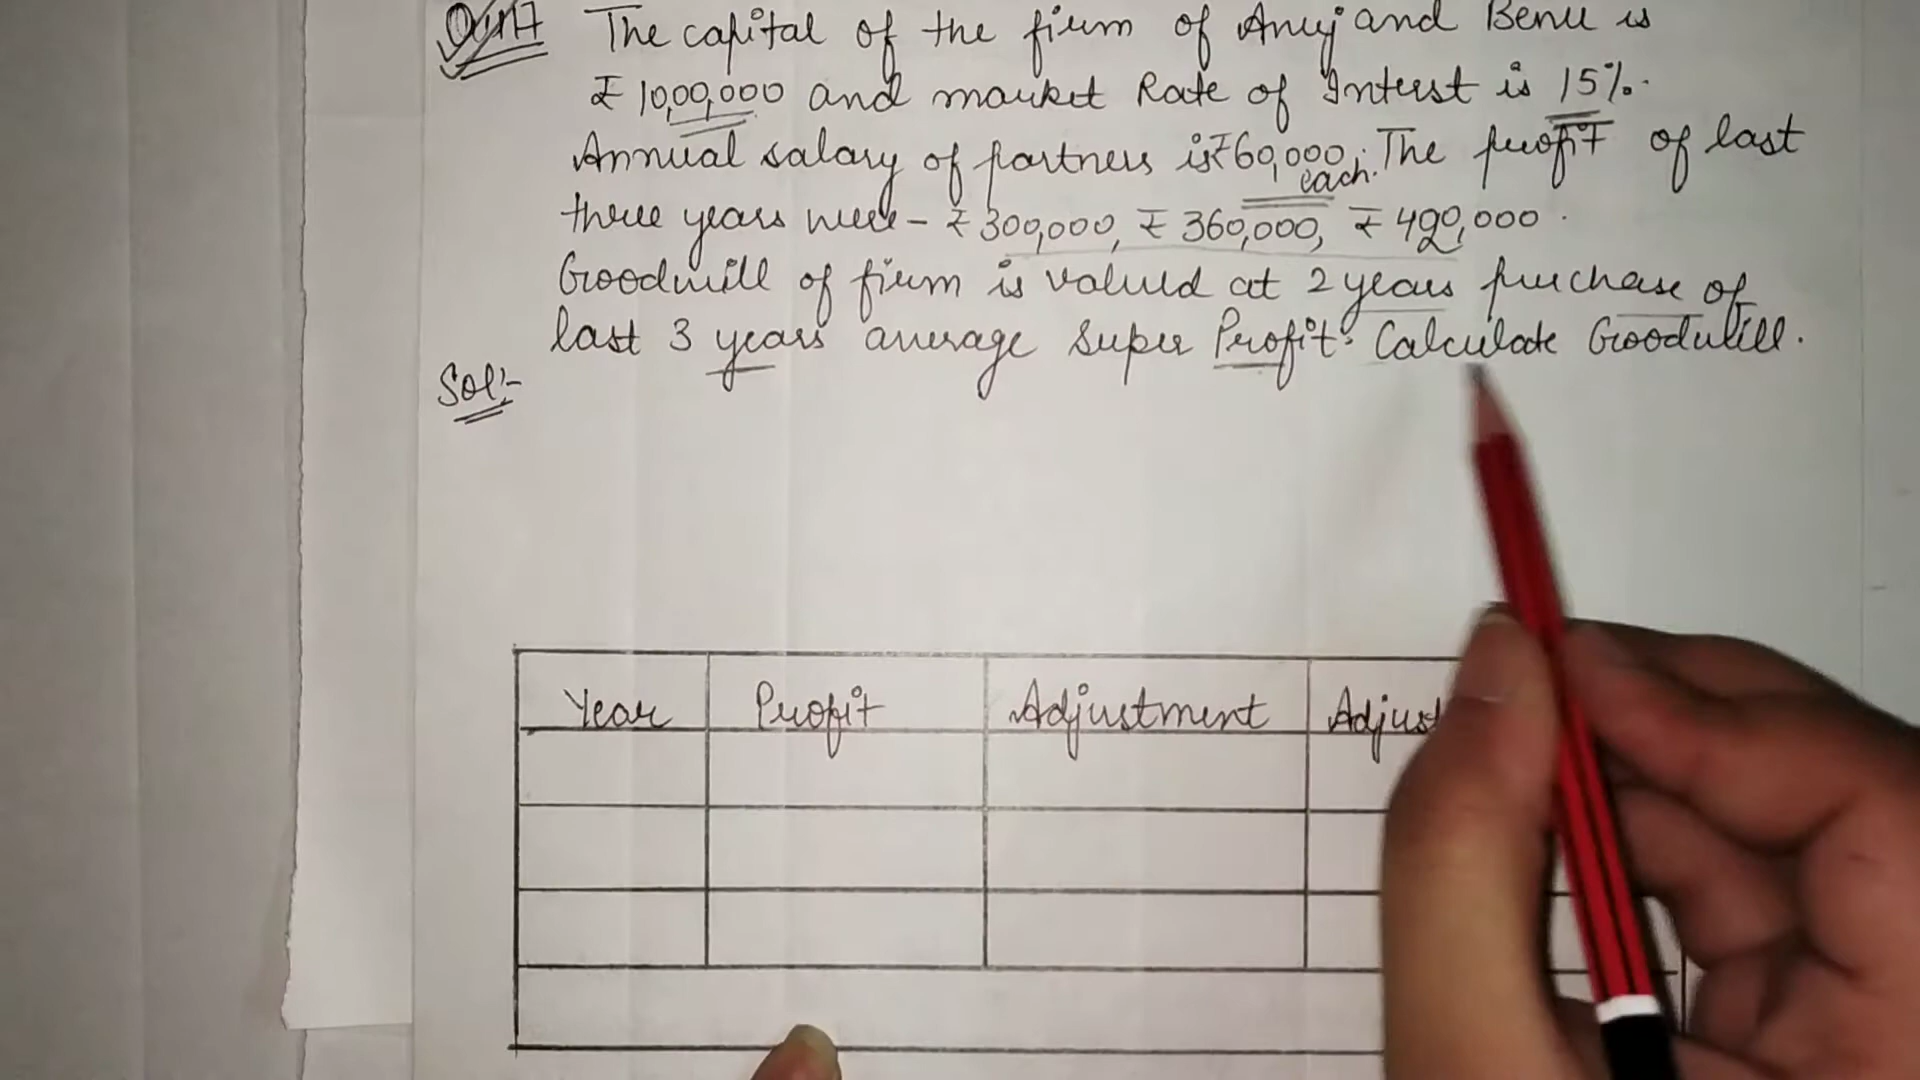 Qu.17 The capital of the firm of Anuj and Benu is
₹ 10,00,000 and market Rate of Interest is 15%.
Annual salary of partners is ₹60,000 each. The profit of last
three years were – ₹ 300,000, ₹ 360,000, ₹ 420,000.
Goodwill of firm is valued at 2 years purchase of
last 3 years average Super Profit. Calculate Goodwill.
Sol:-
Year Profit Adjustment Adjust